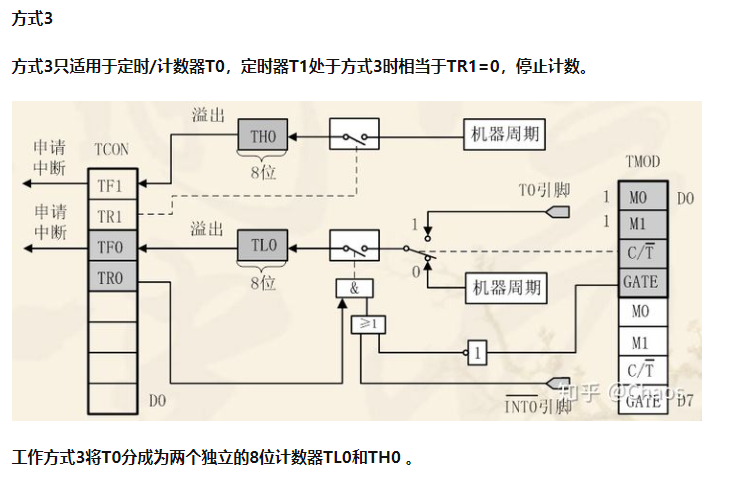 方式3
方式3只适用于定时/计数器T0，定时器T1处于方式3时相当于TR1=0，停止计数。
溢出
TH0
机器周期
8位
申请
中断
TCON
TF1
TR1
TMOD
T0引脚
1
M0
D0
1
M1
申请
中断
溢出
TF0
TL0
1
0
C/T̅
8位
机器周期
TR0
&
GATE
≥1
1
M0
M1
C/T̅
D0
I̅N̅T̅0̅引脚
GATE
D7
知乎 @Chaos
工作方式3将T0分成为两个独立的8位计数器TL0和TH0 。